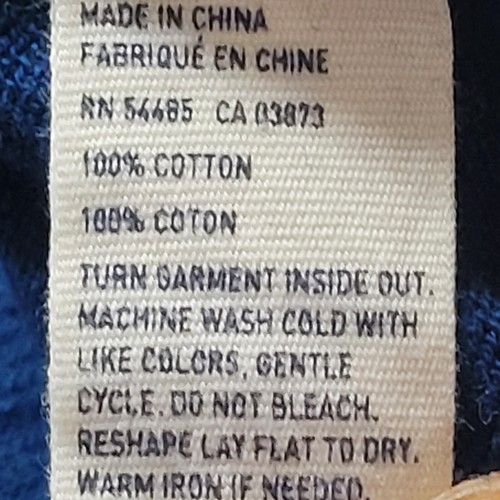 MADE IN CHINA
FABRIQUÉ EN CHINE
RN 54485 CA 03873
100% COTTON
100% COTON
TURN GARMENT INSIDE OUT.
MACHINE WASH COLD WITH
LIKE COLORS, GENTLE
CYCLE. DO NOT BLEACH.
RESHAPE LAY FLAT TO DRY.
WARM IRON IF NEEDED.